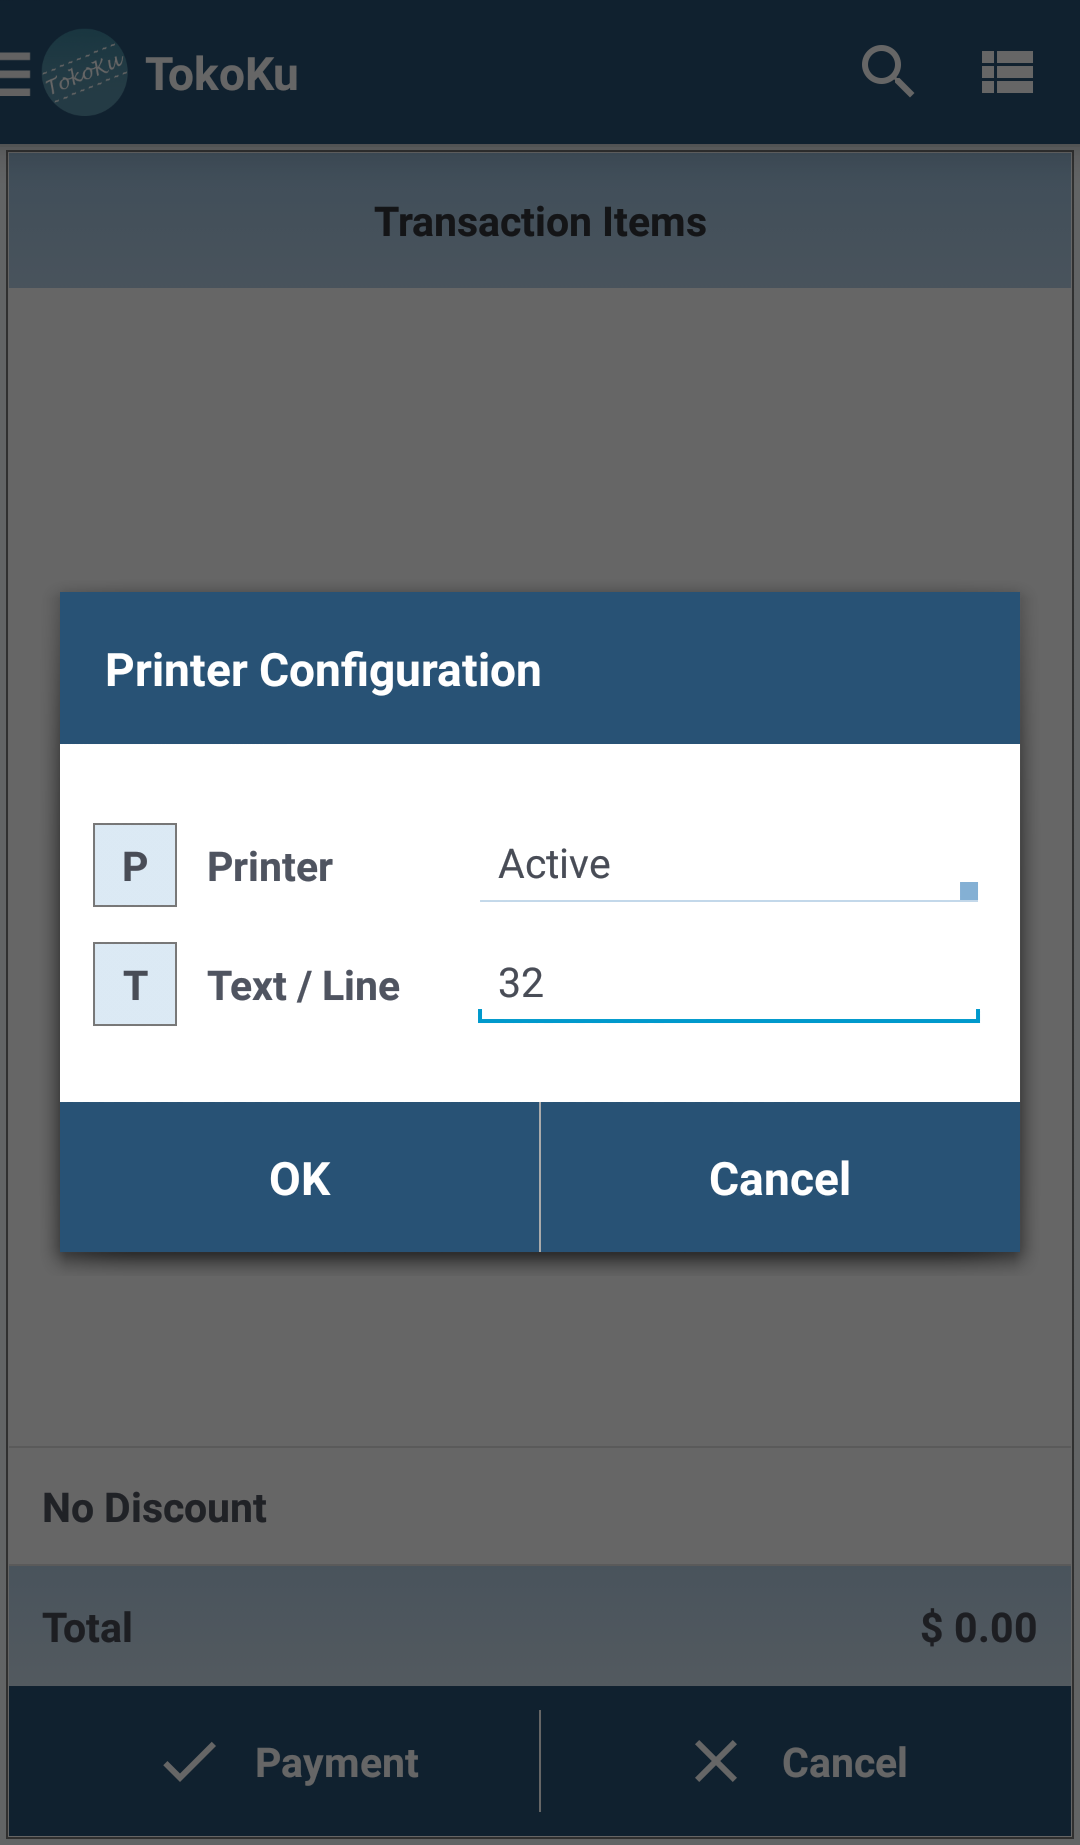 TokoKu
TokoKu
Transaction Items
Printer Configuration
P Printer Active
T Text / Line 32
OK Cancel
No Discount
Total $ 0.00
Payment Cancel